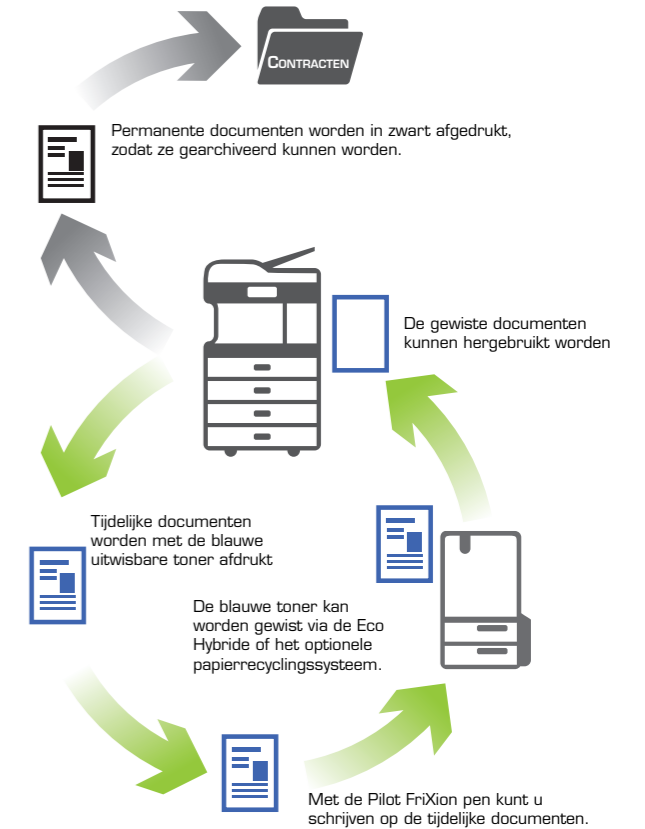 CONTRACTEN
Permanente documenten worden in zwart afgedrukt,
zodat ze gearchiveerd kunnen worden.
De gewiste documenten
kunnen hergebruikt worden
Tijdelijke documenten
worden met de blauwe
uitwisbare toner afdrukt
De blauwe toner kan
worden gewist via de Eco
Hybride of het optionele
papierrecyclingssysteem.
Met de Pilot FriXion pen kunt u
schrijven op de tijdelijke documenten.